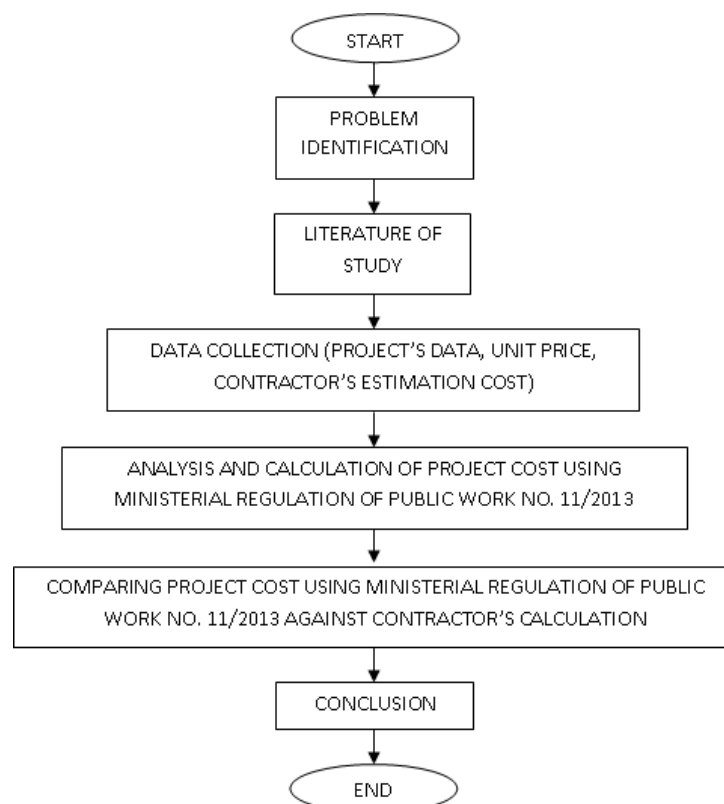 START
PROBLEM
IDENTIFICATION
LITERATURE OF
STUDY
DATA COLLECTION (PROJECT'S DATA, UNIT PRICE,
CONTRACTOR'S ESTIMATION COST)
ANALYSIS AND CALCULATION OF PROJECT COST USING
MINISTERIAL REGULATION OF PUBLIC WORK NO. 11/2013
COMPARING PROJECT COST USING MINISTERIAL REGULATION OF PUBLIC
WORK NO. 11/2013 AGAINST CONTRACTOR'S CALCULATION
CONCLUSION
END